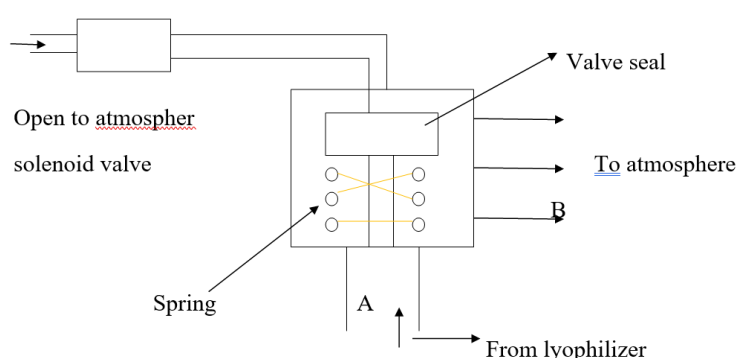 Valve seal
Open to atmospher
solenoid valve
To atmosphere
B
Spring
A
From lyophilizer